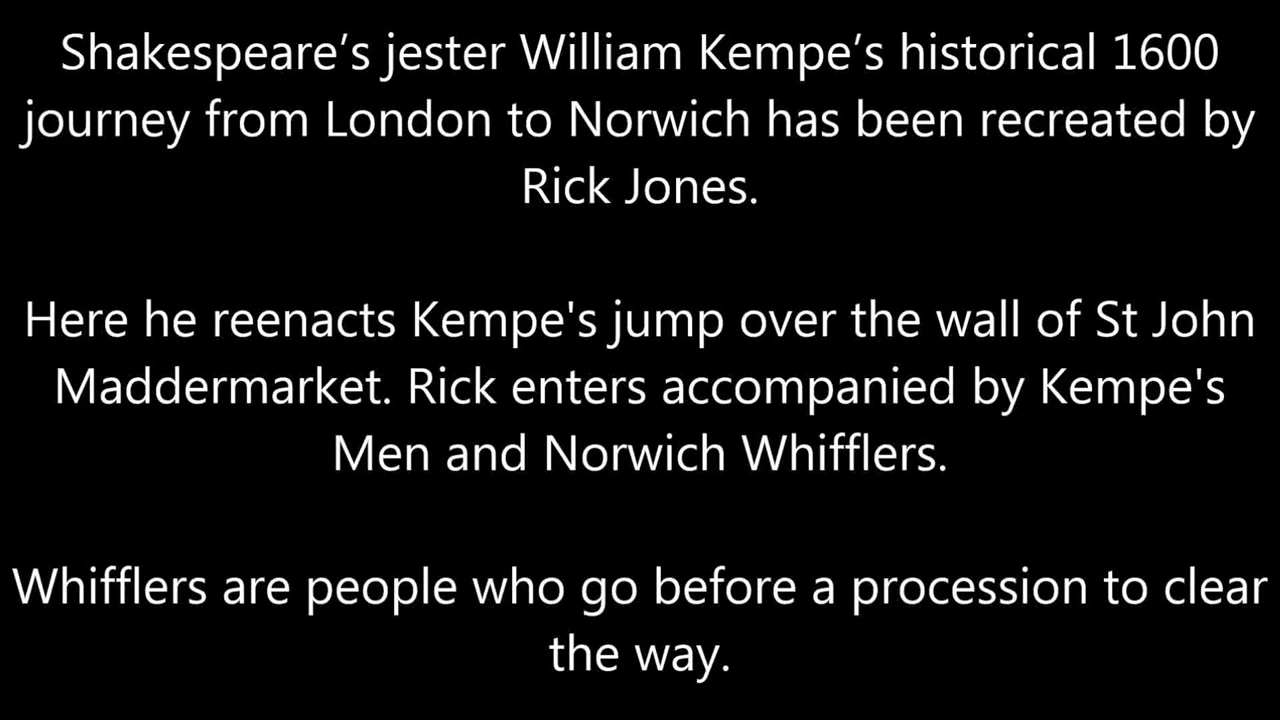 Shakespeare’s jester William Kempe’s historical 1600
journey from London to Norwich has been recreated by
Rick Jones.
Here he reenacts Kempe's jump over the wall of St John
Maddermarket. Rick enters accompanied by Kempe's
Men and Norwich Whifflers.
Whifflers are people who go before a procession to clear
the way.